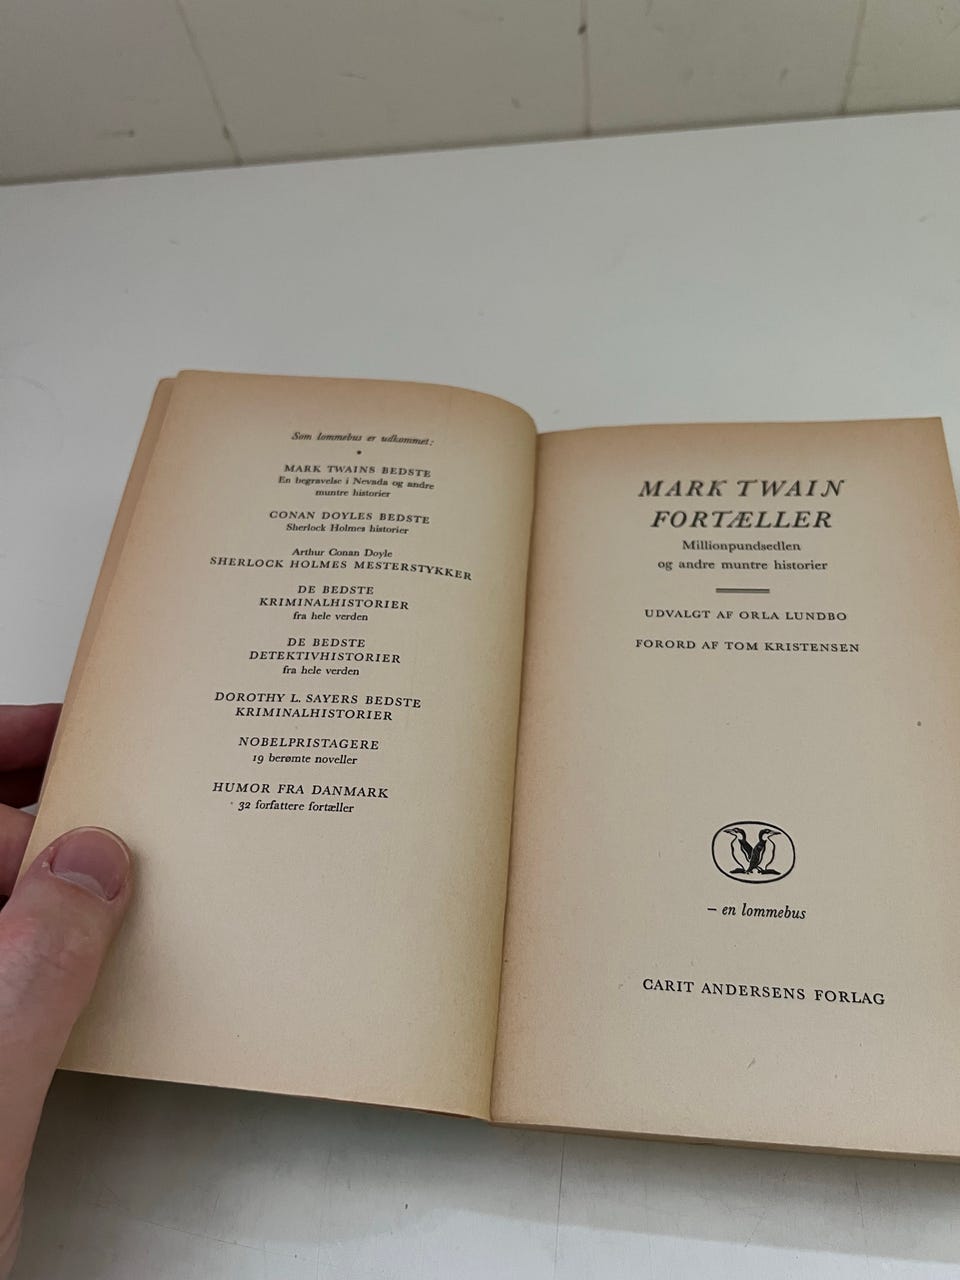 Som lommebus er udkommet:
MARK TWAINS BEDSTE
En begravelse i Nevada og andre
muntre historier
CONAN DOYLES BEDSTE
Sherlock Holmes historier
Arthur Conan Doyle
SHERLOCK HOLMES MESTERSTYKKER
DE BEDSTE
KRIMINALHISTORIER
fra hele verden
DE BEDSTE
DETEKTIVHISTORIER
fra hele verden
DOROTHY L. SAYERS BEDSTE
KRIMINALHISTORIER
NOBELPRISTAGERE
19 berømte noveller
HUMOR FRA DANMARK
32 forfattere fortæller
MARK TWAIN
FORTÆLLER
Millionpundsedlen
og andre muntre historier
UDVALGT AF ORLA LUNDBO
FORORD AF TOM KRISTENSEN
– en lommebus
CARIT ANDERSENS FORLAG